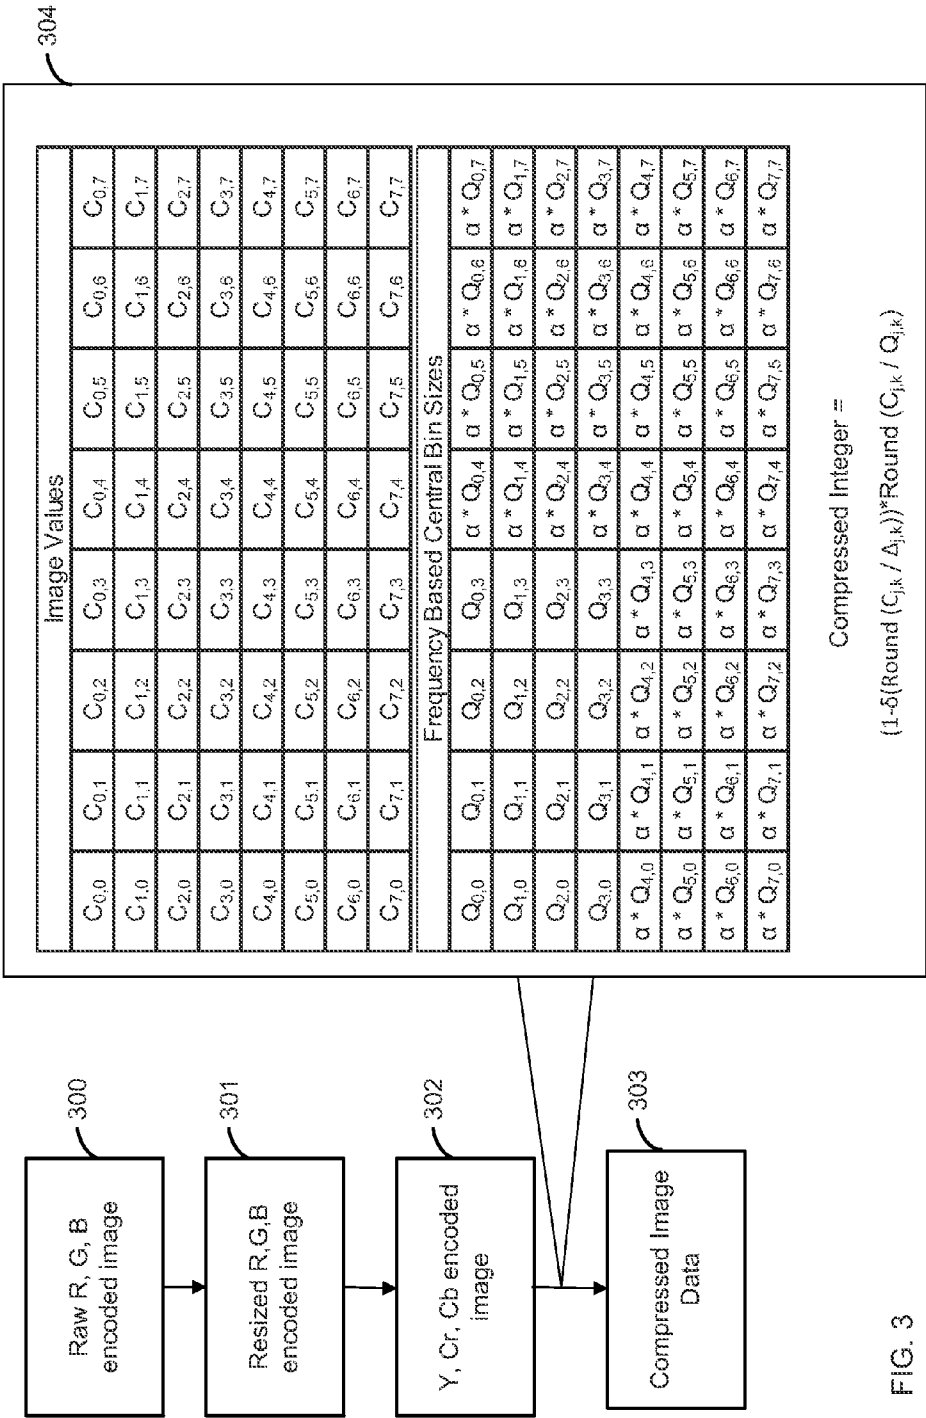 Raw R, G, B
encoded image
300
Resized R,G,B
encoded image
301
Y, Cr, Cb encoded
image
302
Compressed Image
Data
303
304
Image Values
C0,0 C0,1 C0,2 C0,3 C0,4 C0,5 C0,6 C0,7
C1,0 C1,1 C1,2 C1,3 C1,4 C1,5 C1,6 C1,7
C2,0 C2,1 C2,2 C2,3 C2,4 C2,5 C2,6 C2,7
C3,0 C3,1 C3,2 C3,3 C3,4 C3,5 C3,6 C3,7
C4,0 C4,1 C4,2 C4,3 C4,4 C4,5 C4,6 C4,7
C5,0 C5,1 C5,2 C5,3 C5,4 C5,5 C5,6 C5,7
C6,0 C6,1 C6,2 C6,3 C6,4 C6,5 C6,6 C6,7
C7,0 C7,1 C7,2 C7,3 C7,4 C7,5 C7,6 C7,7
Frequency Based Central Bin Sizes
Q0,0 Q0,1 Q0,2 Q0,3 α * Q0,4 α * Q0,5 α * Q0,6 α * Q0,7
Q1,0 Q1,1 Q1,2 Q1,3 α * Q1,4 α * Q1,5 α * Q1,6 α * Q1,7
Q2,0 Q2,1 Q2,2 Q2,3 α * Q2,4 α * Q2,5 α * Q2,6 α * Q2,7
Q3,0 Q3,1 Q3,2 Q3,3 α * Q3,4 α * Q3,5 α * Q3,6 α * Q3,7
α * Q4,0 α * Q4,1 α * Q4,2 α * Q4,3 α * Q4,4 α * Q4,5 α * Q4,6 α * Q4,7
α * Q5,0 α * Q5,1 α * Q5,2 α * Q5,3 α * Q5,4 α * Q5,5 α * Q5,6 α * Q5,7
α * Q6,0 α * Q6,1 α * Q6,2 α * Q6,3 α * Q6,4 α * Q6,5 α * Q6,6 α * Q6,7
α * Q7,0 α * Q7,1 α * Q7,2 α * Q7,3 α * Q7,4 α * Q7,5 α * Q7,6 α * Q7,7
Compressed Integer =
(1-δ(Round (Cj,k / Δj,k))*Round (Cj,k / Qj,k)
FIG. 3